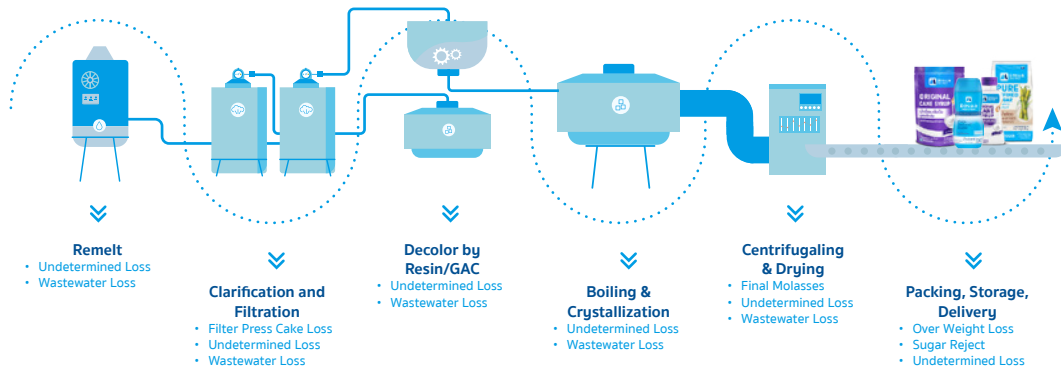 Remelt
• Undetermined Loss
• Wastewater Loss
Clarification and
Filtration
• Filter Press Cake Loss
• Undetermined Loss
• Wastewater Loss
Decolor by
Resin/GAC
• Undetermined Loss
• Wastewater Loss
Boiling &
Crystallization
• Undetermined Loss
• Wastewater Loss
Centrifugaling
& Drying
• Final Molasses
• Undetermined Loss
• Wastewater Loss
ORIGINAL
CANE SYRUP
PURE
Packing, Storage,
Delivery
• Over Weight Loss
• Sugar Reject
• Undetermined Loss